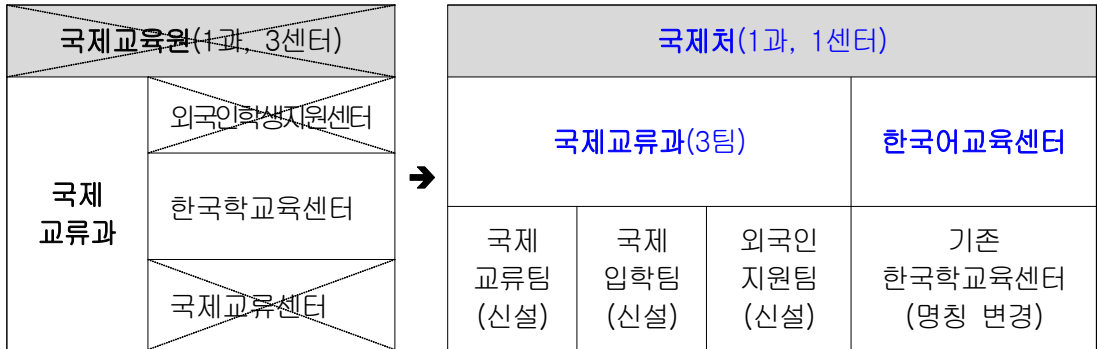 국제교육원(1과, 3센터)
국제
교류과
외국인학생지원센터
한국학교육센터
국제교류센터
➔
국제처(1과, 1센터)
국제교류과(3팀)
한국어교육센터
국제
교류팀
(신설)
국제
입학팀
(신설)
외국인
지원팀
(신설)
기존
한국학교육센터
(명칭 변경)